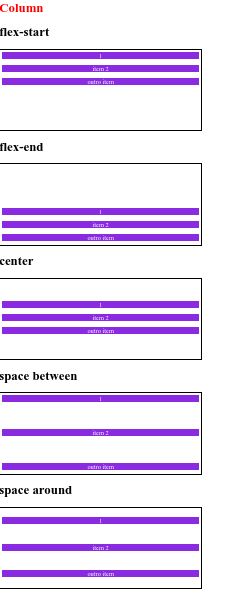 Column
flex-start
1
item 2
outro item
flex-end
1
item 2
outro item
center
1
item 2
outro item
space between
1
item 2
outro item
space around
1
item 2
outro item